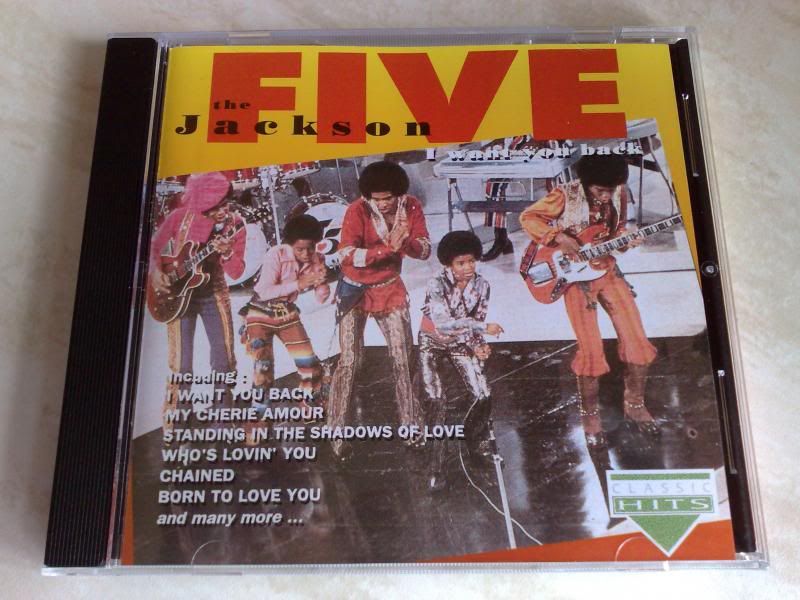 the
FIVE
Jackson
I want you back
Including:
I WANT YOU BACK
MY CHERIE AMOUR
STANDING IN THE SHADOWS OF LOVE
WHO'S LOVIN' YOU
CHAINED
BORN TO LOVE YOU
and many more ...
CLASSIC
HITS